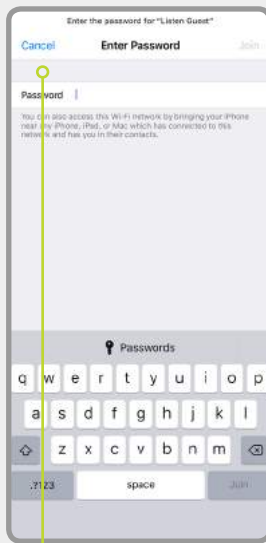 Enter the password for "Listen Guest"
Cancel Enter Password Join
Password
You can also access this Wi-Fi network by bringing your iPhone
near any iPhone, iPad, or Mac which has connected to this
network and has you in their contacts.
Passwords
q w e r t y u i o p
a s d f g h j k l
z x c v b n m
.?123 space Join